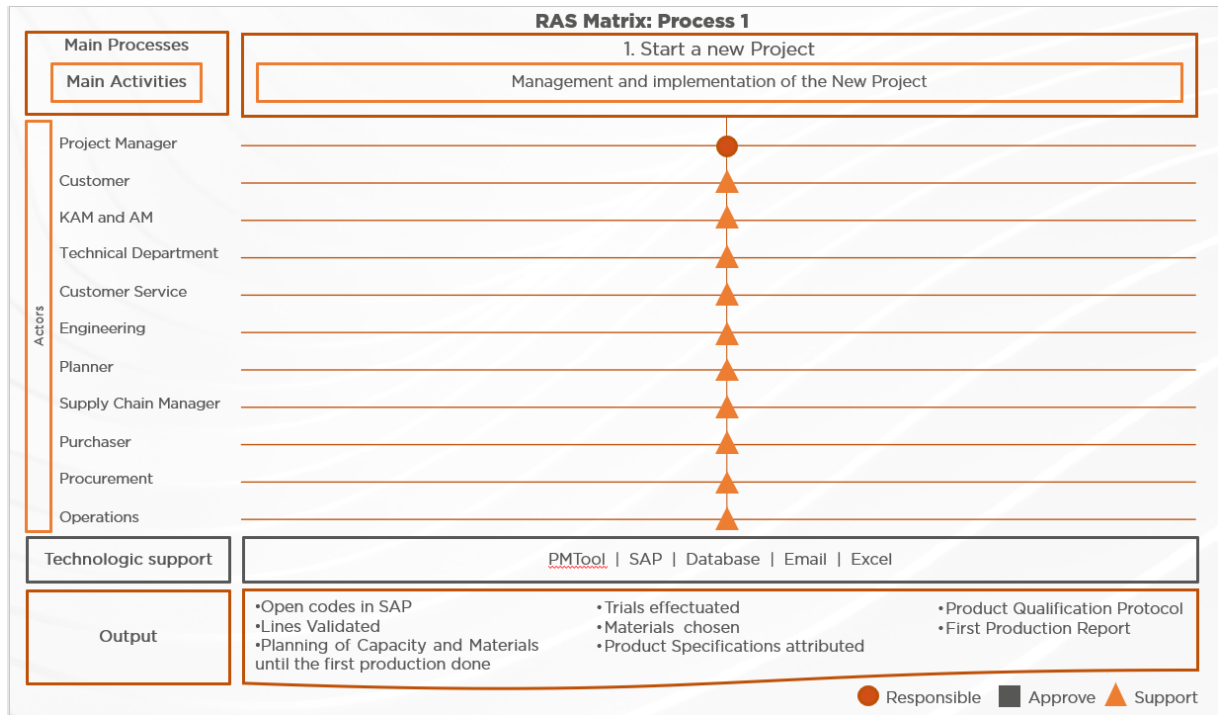 RAS Matrix: Process 1
Main Processes
1. Start a new Project
Main Activities
Management and implementation of the New Project
Actors
Project Manager
Customer
KAM and AM
Technical Department
Customer Service
Engineering
Planner
Supply Chain Manager
Purchaser
Procurement
Operations
Technologic support
PMTool | SAP | Database | Email | Excel
Output
•Open codes in SAP
•Lines Validated
•Planning of Capacity and Materials
until the first production done
•Trials effectuated
•Materials chosen
•Product Specifications attributed
•Product Qualification Protocol
•First Production Report
Responsible
Approve
Support